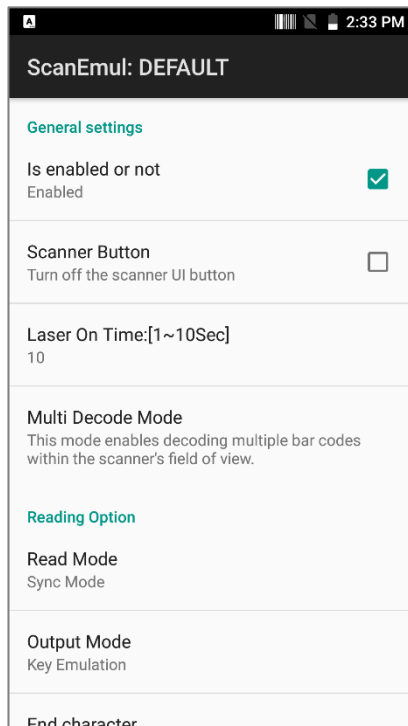 A
2:33 PM
ScanEmul: DEFAULT
General settings
Is enabled or not
Enabled
Scanner Button
Turn off the scanner UI button
Laser On Time:[1~10Sec]
10
Multi Decode Mode
This mode enables decoding multiple bar codes
within the scanner's field of view.
Reading Option
Read Mode
Sync Mode
Output Mode
Key Emulation
End character